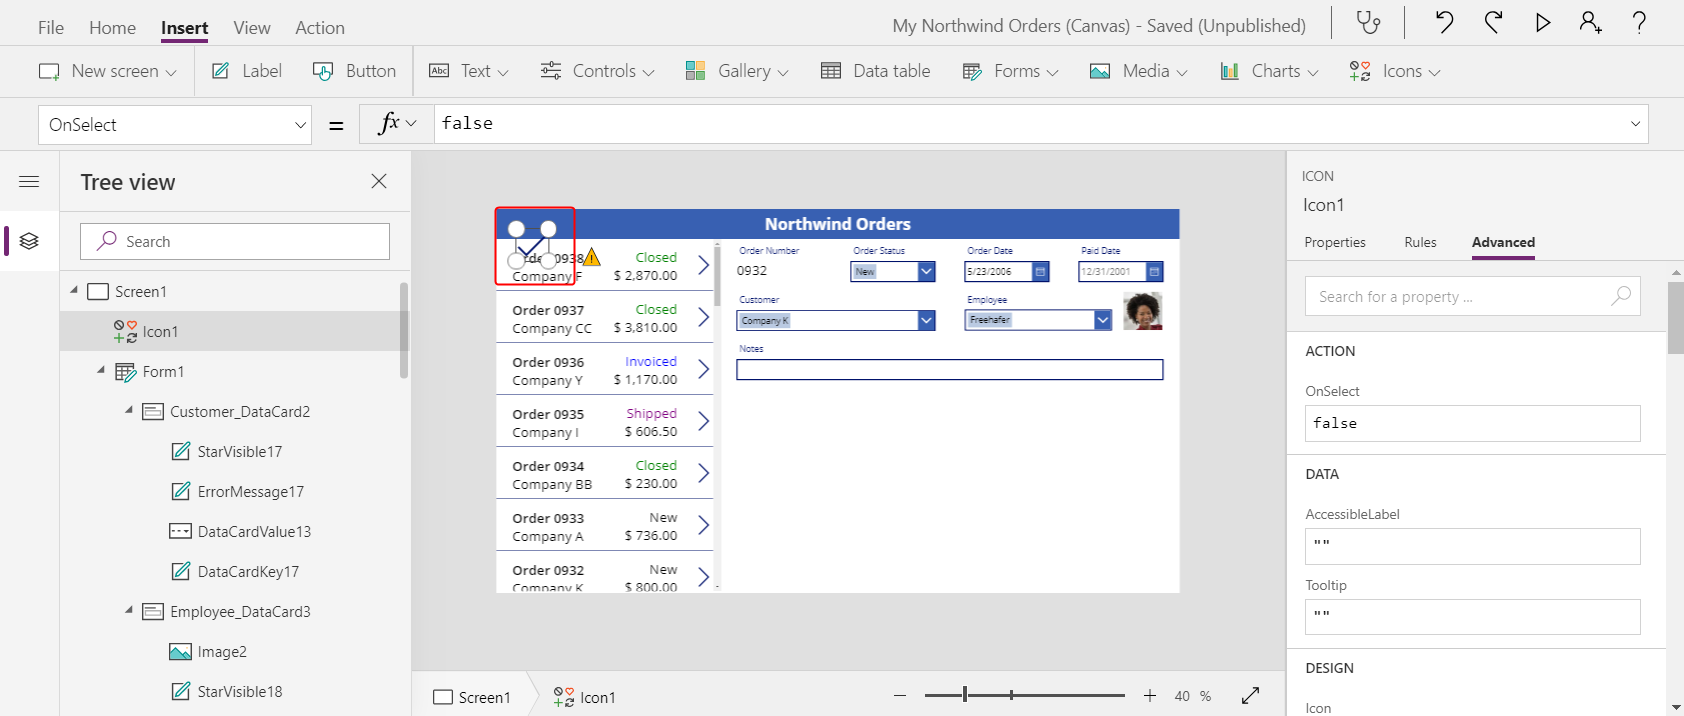 File Home Insert View Action My Northwind Orders (Canvas) - Saved (Unpublished) ?
New screen Label Button Abc Text Controls Gallery Data table Forms Media Charts Icons
OnSelect = fx false
Tree view
Search
Screen1
Icon1
Form1
Customer_DataCard2
StarVisible17
ErrorMessage17
DataCardValue13
DataCardKey17
Employee_DataCard3
Image2
StarVisible18
Northwind Orders
Order 0938 Closed
Company F $ 2,870.00
Order 0937 Closed
Company CC $ 3,810.00
Order 0936 Invoiced
Company Y $ 1,170.00
Order 0935 Shipped
Company I $ 606.50
Order 0934 Closed
Company BB $ 230.00
Order 0933 New
Company A $ 736.00
Order 0932 New
Company K $ 800.00
Order Number Order Status Order Date Paid Date
0932 New 5/23/2006 12/31/2001
Customer Employee
Company K Freehafer
Notes
Screen1 Icon1 40 %
ICON
Icon1
Properties Rules Advanced
Search for a property ...
ACTION
OnSelect
false
DATA
AccessibleLabel
""
Tooltip
""
DESIGN
Icon